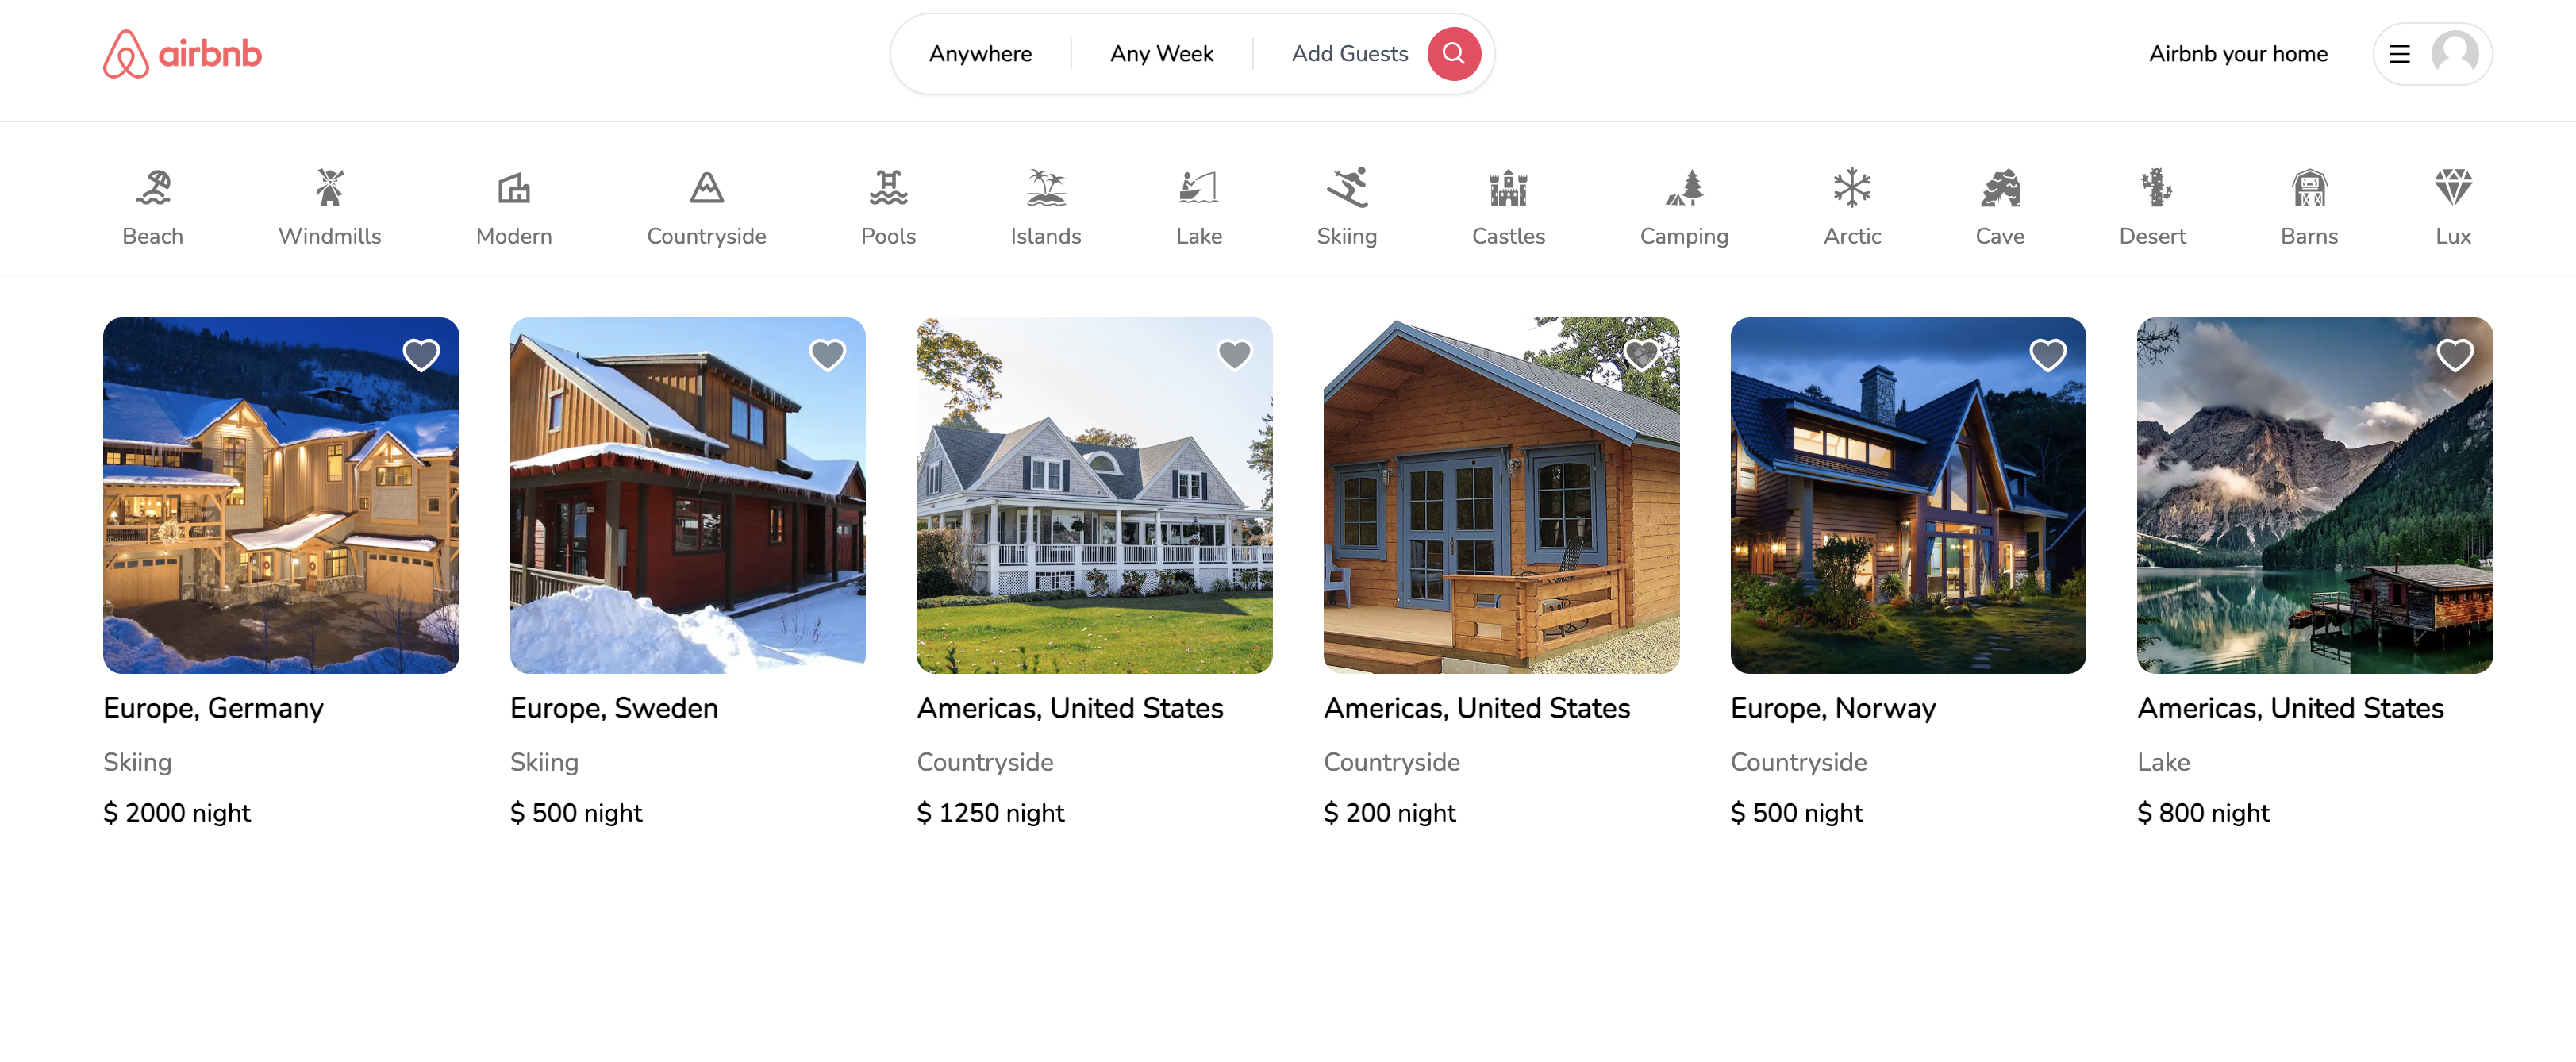 airbnb
Anywhere
Any Week
Add Guests
Airbnb your home
Beach
Windmills
Modern
Countryside
Pools
Islands
Lake
Skiing
Castles
Camping
Arctic
Cave
Desert
Barns
Lux
Europe, Germany
Skiing
$ 2000 night
Europe, Sweden
Skiing
$ 500 night
Americas, United States
Countryside
$ 1250 night
Americas, United States
Countryside
$ 200 night
Europe, Norway
Countryside
$ 500 night
Americas, United States
Lake
$ 800 night